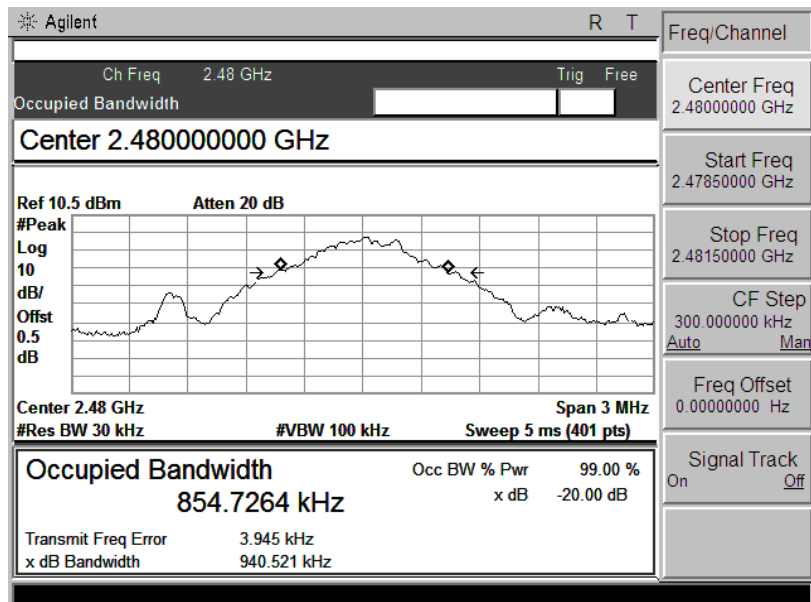 Agilent R T
Ch Freq 2.48 GHz Trig Free
Occupied Bandwidth
Center 2.480000000 GHz
Ref 10.5 dBm Atten 20 dB
#Peak
Log
10
dB/
Offst
0.5
dB
Center 2.48 GHz Span 3 MHz
#Res BW 30 kHz #VBW 100 kHz Sweep 5 ms (401 pts)
Occupied Bandwidth Occ BW % Pwr 99.00 %
854.7264 kHz x dB -20.00 dB
Transmit Freq Error 3.945 kHz
x dB Bandwidth 940.521 kHz
Freq/Channel
Center Freq
2.48000000 GHz
Start Freq
2.47850000 GHz
Stop Freq
2.48150000 GHz
CF Step
300.000000 kHz
Auto Man
Freq Offset
0.00000000 Hz
Signal Track
On Off